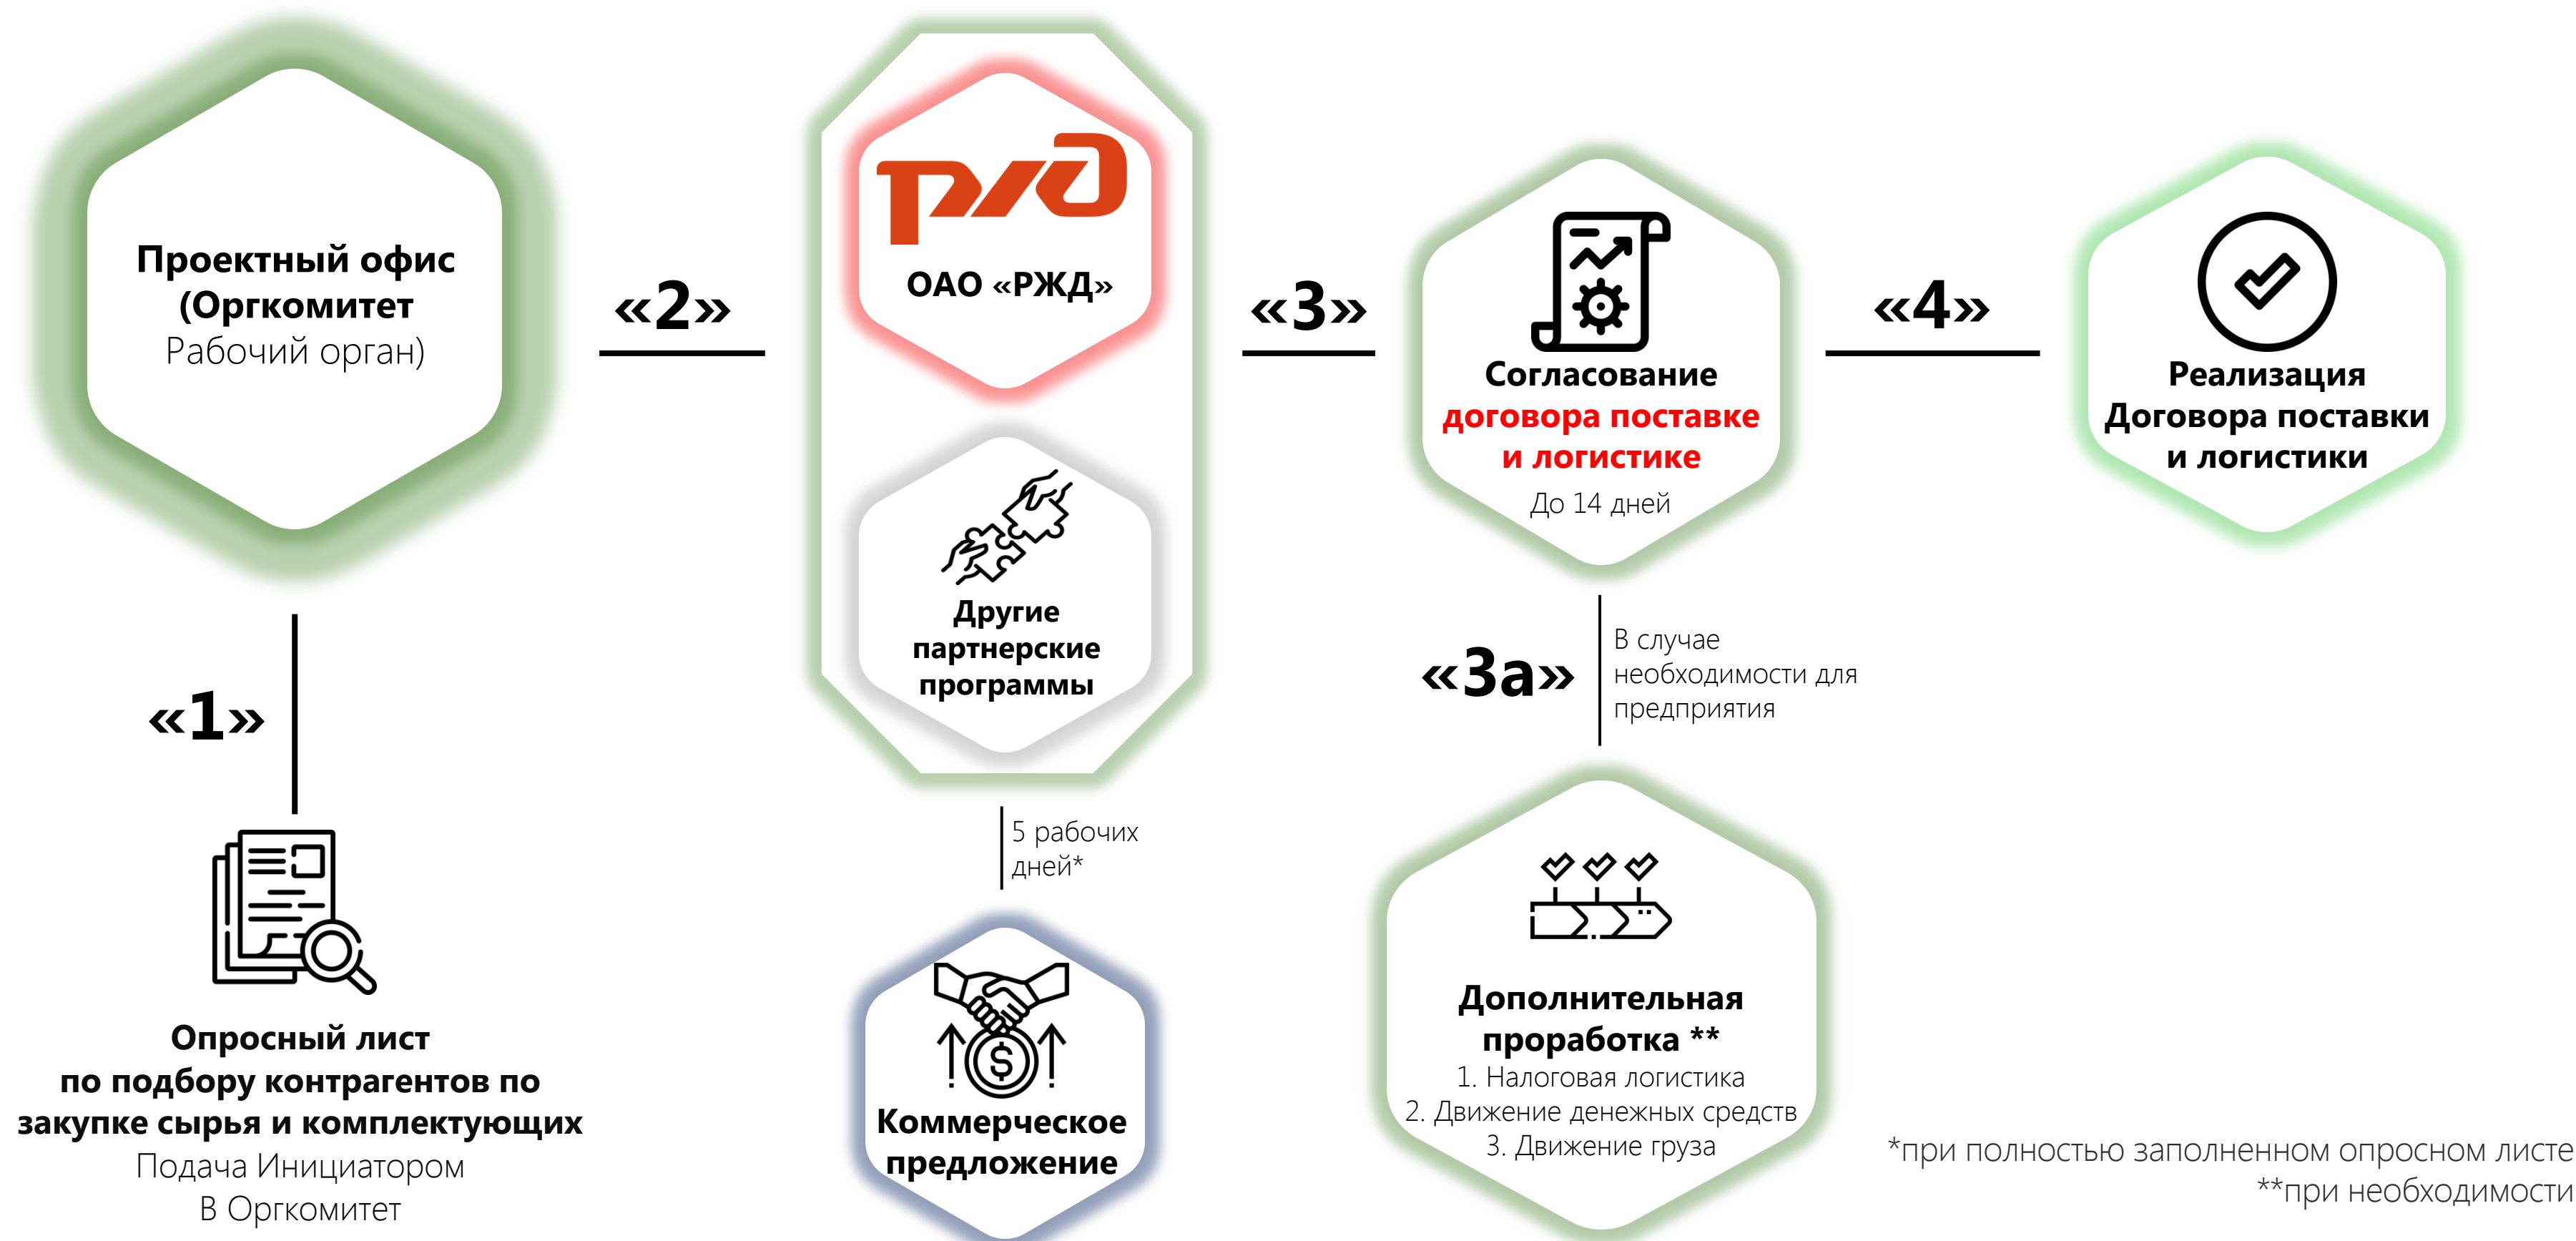 Проектный офис
(Оргкомитет
Рабочий орган)
«1»
Опросный лист
по подбору контрагентов по
закупке сырья и комплектующих
Подача Инициатором
В Оргкомитет
«2»
ржд
ОАО «РЖД»
Другие
партнерские
программы
5 рабочих
дней*
$
Коммерческое
предложение
«3»
Согласование
договора поставке
и логистике
До 14 дней
«3а»
В случае
необходимости для
предприятия
Дополнительная
проработка **
1. Налоговая логистика
2. Движение денежных средств
3. Движение груза
«4»
Реализация
Договора поставки
и логистики
*при полностью заполненном опросном листе
**при необходимости